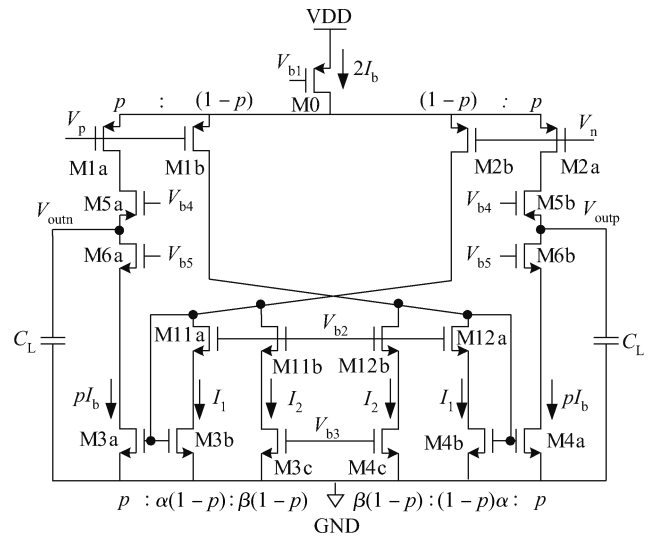 VDD
V_b1
2I_b
M0
p : (1−p)
(1−p) : p
V_p
V_n
M1a
M1b
M2b
M2a
M5a
V_b4
V_b4
M5b
V_outn
V_outp
M6a
V_b5
V_b5
M6b
M11a
V_b2
M12a
C_L
M11b
M12b
C_L
pI_b
I_1
I_2
I_2
I_1
pI_b
V_b3
M3a
M3b
M4b
M4a
M3c
M4c
p : α(1−p) : β(1−p)
β(1−p) : (1−p)α : p
GND